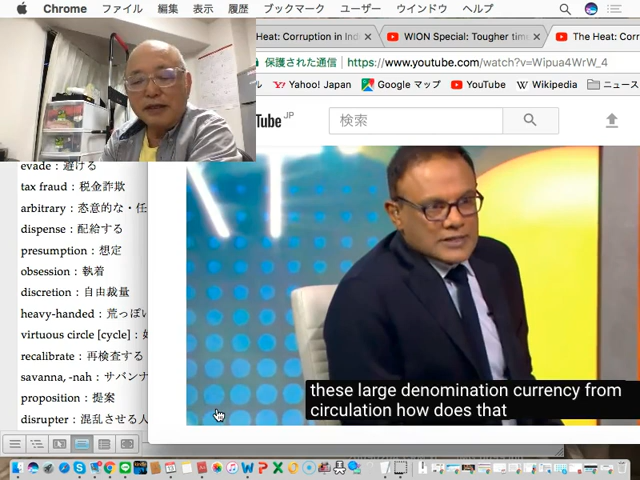 Chrome ファイル 編集 表示 履歴 ブックマーク ユーザー ウインドウ ヘルプ
Heat: Corruption in Ind WION Special: Tougher tim The Heat: Corr
保護された通信 https://www.youtube.com/watch?v=Wipua4WrW_4
Yahoo! Japan Google マップ YouTube Wikipedia ニュース
Tube JP 検索
evade：避ける
tax fraud：税金詐欺
arbitrary：恣意的な・任
dispense：配給する
presumption：想定
obsession：執着
discretion：自由裁量
heavy-handed：荒っぽい
virtuous circle [cycle]：
recalibrate：再検査する
savanna, -nah：サバンナ
proposition：提案
disrupter：混乱させる人
these large denomination currency from
circulation how does that